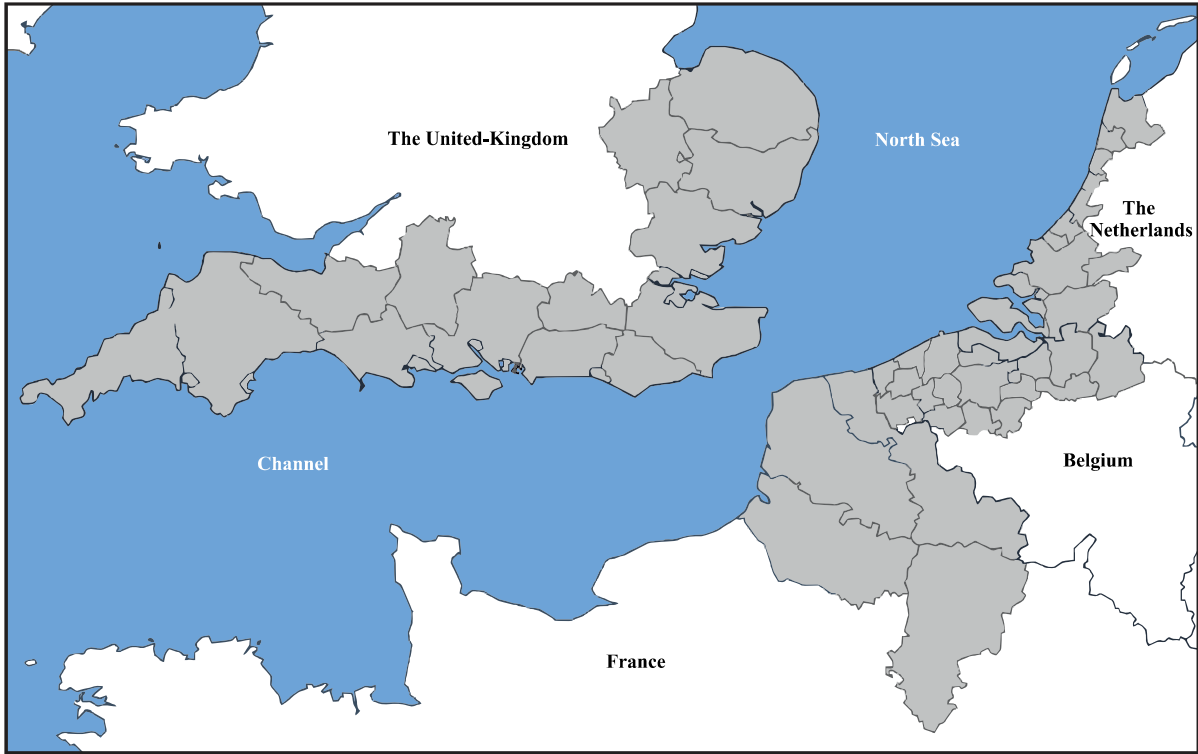 The United-Kingdom
North Sea
The
Netherlands
Channel
Belgium
France